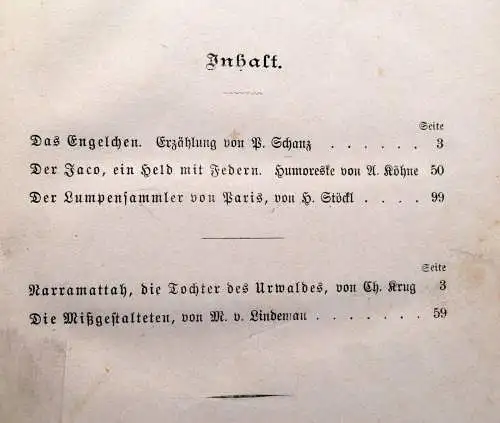 Inhalt.
Seite
Das Engelchen. Erzählung von P. Schanz . . . . . . 3
Der Jaco, ein Held mit Federn. Humoreske von A. Köhne 50
Der Lumpensammler von Paris, von H. Stöckl . . . . 99
Seite
Narramattah, die Tochter des Urwaldes, von Ch. Krug 3
Die Mißgestalteten, von M. v. Lindeman . . . . . . . 59